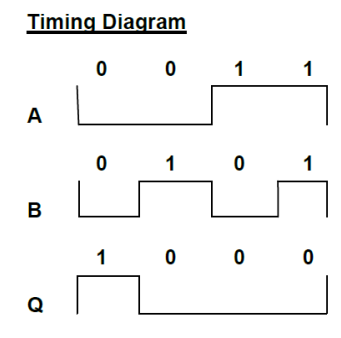 Timing Diagram
0 0 1 1
A
0 1 0 1
B
1 0 0 0
Q